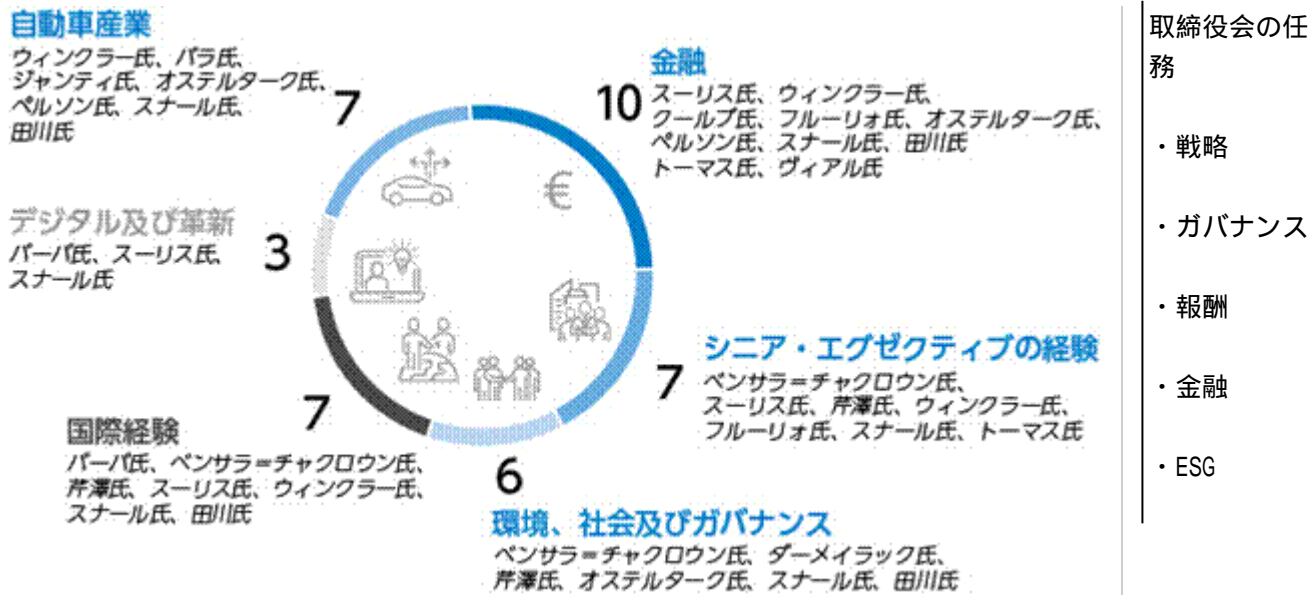 自動車産業
ウィンクラー氏、バラ氏、
ジャンティ氏、オステルターク氏、
ペルソン氏、スナール氏、
田川氏
7
金融
10
スーリス氏、ウィンクラー氏、
クールブ氏、フルーリォ氏、オステルターク氏、
ペルソン氏、スナール氏、田川氏
トーマス氏、ヴィアル氏
€
デジタル及び革新
3
バーバ氏、スーリス氏、
スナール氏
シニア・エグゼクティブの経験
7
ベンサラ＝チャクロウン氏、
スーリス氏、芹澤氏、ウィンクラー氏、
フルーリォ氏、スナール氏、トーマス氏
国際経験
7
バーバ氏、ベンサラ＝チャクロウン氏、
芹澤氏、スーリス氏、ウィンクラー氏、
スナール氏、田川氏
6
環境、社会及びガバナンス
ベンサラ＝チャクロウン氏、ダーメイラック氏、
芹澤氏、オステルターク氏、スナール氏、田川氏
取締役会の任
務
・戦略
・ガバナンス
・報酬
・金融
・ESG